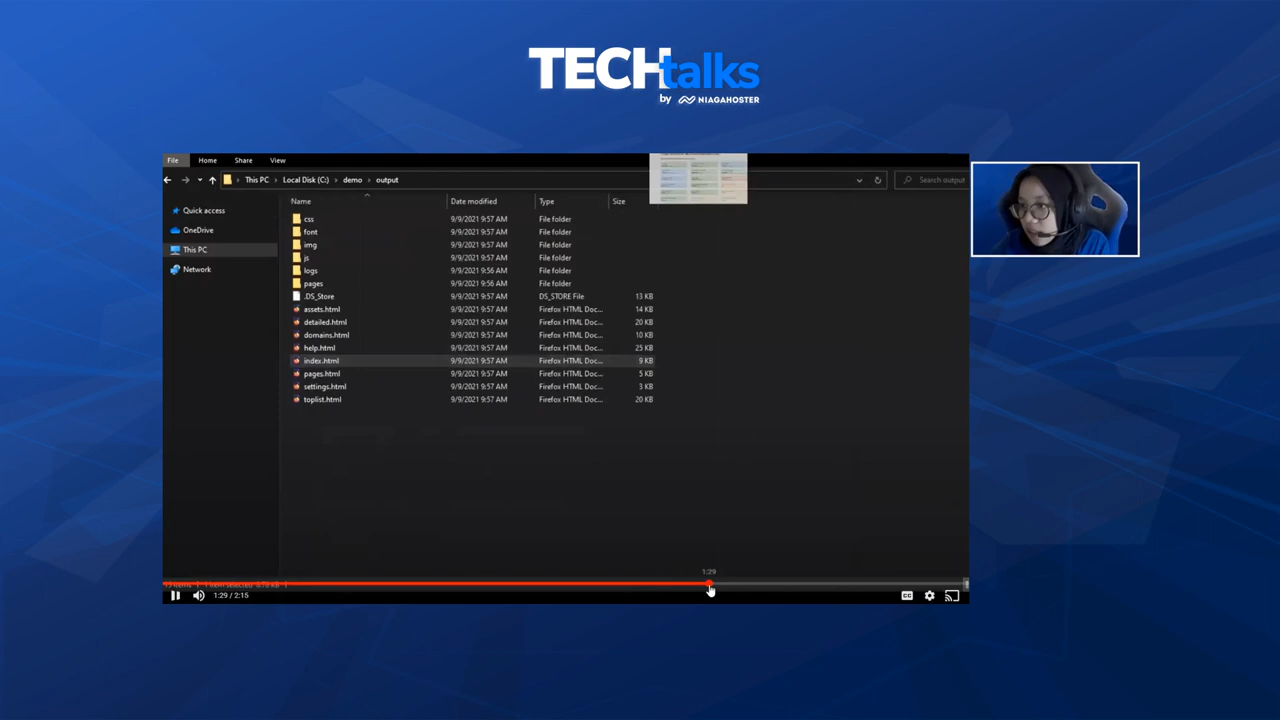 TECHtalks
by NIAGAHOSTER
File Home Share View
This PC Local Disk (C:) demo output
Search output
Name Date modified Type Size
Quick access
OneDrive
This PC
Network
css 9/9/2021 9:57 AM File folder
font 9/9/2021 9:57 AM File folder
img 9/9/2021 9:57 AM File folder
js 9/9/2021 9:57 AM File folder
logs 9/9/2021 9:56 AM File folder
pages 9/9/2021 9:56 AM File folder
.DS_Store 9/9/2021 9:57 AM DS_STORE File 13 KB
assets.html 9/9/2021 9:57 AM Firefox HTML Doc... 14 KB
detailed.html 9/9/2021 9:57 AM Firefox HTML Doc... 20 KB
domains.html 9/9/2021 9:57 AM Firefox HTML Doc... 10 KB
help.html 9/9/2021 9:57 AM Firefox HTML Doc... 25 KB
index.html 9/9/2021 9:57 AM Firefox HTML Doc... 9 KB
pages.html 9/9/2021 9:57 AM Firefox HTML Doc... 5 KB
settings.html 9/9/2021 9:57 AM Firefox HTML Doc... 3 KB
toplist.html 9/9/2021 9:57 AM Firefox HTML Doc... 20 KB
1:29
items 1 item selected
1:29 / 2:15
CC